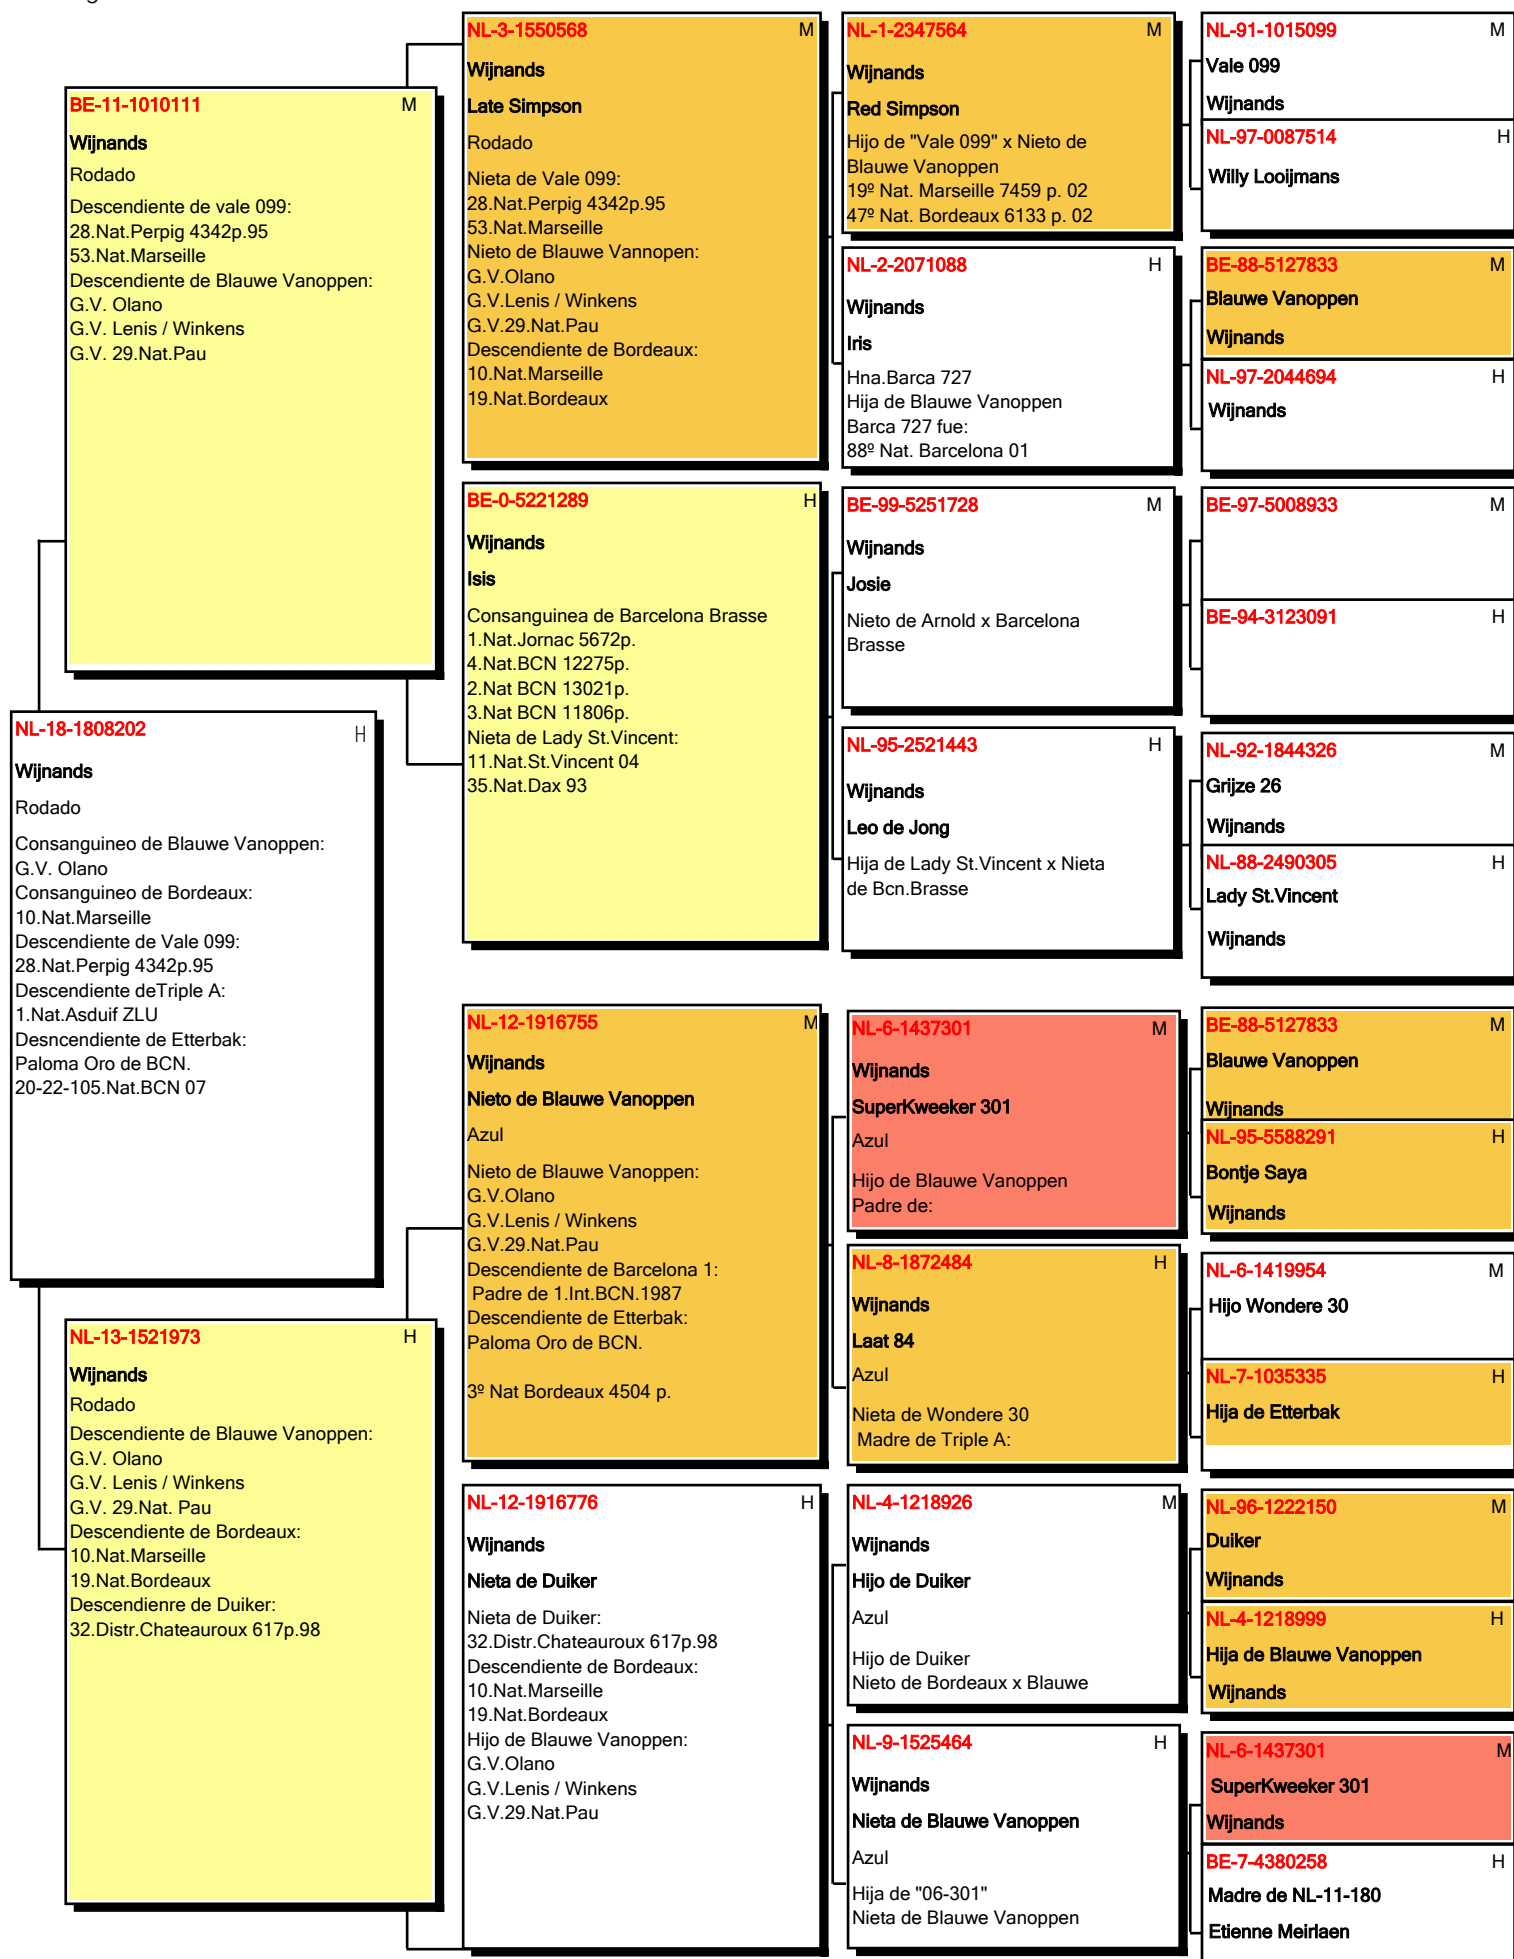 NL-18-1808202 H
Wijnands
Rodado
Consanguineo de Blauwe Vanoppen:
G.V. Olano
Consanguineo de Bordeaux:
10.Nat.Marseille
Descendiente de Vale 099:
28.Nat.Perpig 4342p.95
Descendiente deTriple A:
1.Nat.Asduif ZLU
Desncendiente de Etterbak:
Paloma Oro de BCN.
20-22-105.Nat.BCN 07
BE-11-1010111 M
Wijnands
Rodado
Descendiente de vale 099:
28.Nat.Perpig 4342p.95
53.Nat.Marseille
Descendiente de Blauwe Vanoppen:
G.V. Olano
G.V. Lenis / Winkens
G.V. 29.Nat.Pau
NL-13-1521973 H
Wijnands
Rodado
Descendiente de Blauwe Vanoppen:
G.V. Olano
G.V. Lenis / Winkens
G.V. 29.Nat. Pau
Descendiente de Bordeaux:
10.Nat.Marseille
19.Nat.Bordeaux
Descendienre de Duiker:
32.Distr.Chateauroux 617p.98
NL-3-1550568 M
Wijnands
Late Simpson
Rodado
Nieta de Vale 099:
28.Nat.Perpig 4342p.95
53.Nat.Marseille
Nieto de Blauwe Vannopen:
G.V.Olano
G.V.Lenis / Winkens
G.V.29.Nat.Pau
Descendiente de Bordeaux:
10.Nat.Marseille
19.Nat.Bordeaux
BE-0-5221289 H
Wijnands
Isis
Consanguinea de Barcelona Brasse
1.Nat.Jornac 5672p.
4.Nat.BCN 12275p.
2.Nat BCN 13021p.
3.Nat BCN 11806p.
Nieta de Lady St.Vincent:
11.Nat.St.Vincent 04
35.Nat.Dax 93
NL-12-1916755 M
Wijnands
Nieto de Blauwe Vanoppen
Azul
Nieto de Blauwe Vanoppen:
G.V.Olano
G.V.Lenis / Winkens
G.V.29.Nat.Pau
Descendiente de Barcelona 1:
Padre de 1.Int.BCN.1987
Descendiente de Etterbak:
Paloma Oro de BCN.
3º Nat Bordeaux 4504 p.
NL-12-1916776 H
Wijnands
Nieta de Duiker
Nieta de Duiker:
32.Distr.Chateauroux 617p.98
Descendiente de Bordeaux:
10.Nat.Marseille
19.Nat.Bordeaux
Hijo de Blauwe Vanoppen:
G.V.Olano
G.V.Lenis / Winkens
G.V.29.Nat.Pau
NL-1-2347564 M
Wijnands
Red Simpson
Hijo de "Vale 099" x Nieto de
Blauwe Vanoppen
19º Nat. Marseille 7459 p. 02
47º Nat. Bordeaux 6133 p. 02
NL-2-2071088 H
Wijnands
Iris
Hna.Barca 727
Hija de Blauwe Vanoppen
Barca 727 fue:
88º Nat. Barcelona 01
BE-99-5251728 M
Wijnands
Josie
Nieto de Arnold x Barcelona
Brasse
NL-95-2521443 H
Wijnands
Leo de Jong
Hija de Lady St.Vincent x Nieta
de Bcn.Brasse
NL-6-1437301 M
Wijnands
SuperKweeker 301
Azul
Hijo de Blauwe Vanoppen
Padre de:
NL-8-1872484 H
Wijnands
Laat 84
Azul
Nieta de Wondere 30
Madre de Triple A:
NL-4-1218926 M
Wijnands
Hijo de Duiker
Azul
Hijo de Duiker
Nieto de Bordeaux x Blauwe
NL-9-1525464 H
Wijnands
Nieta de Blauwe Vanoppen
Azul
Hija de "06-301"
Nieta de Blauwe Vanoppen
NL-91-1015099 M
Vale 099
Wijnands
NL-97-0087514 H
Willy Looijmans
BE-88-5127833 M
Blauwe Vanoppen
Wijnands
NL-97-2044694 H
Wijnands
BE-97-5008933 M
BE-94-3123091 H
NL-92-1844326 M
Grijze 26
Wijnands
NL-88-2490305 H
Lady St.Vincent
Wijnands
BE-88-5127833 M
Blauwe Vanoppen
Wijnands
NL-95-5588291 H
Bontje Saya
Wijnands
NL-6-1419954 M
Hijo Wondere 30
NL-7-1035335 H
Hija de Etterbak
NL-96-1222150 M
Duiker
Wijnands
NL-4-1218999 H
Hija de Blauwe Vanoppen
Wijnands
NL-6-1437301 M
SuperKweeker 301
Wijnands
BE-7-4380258 H
Madre de NL-11-180
Etienne Meirlaen